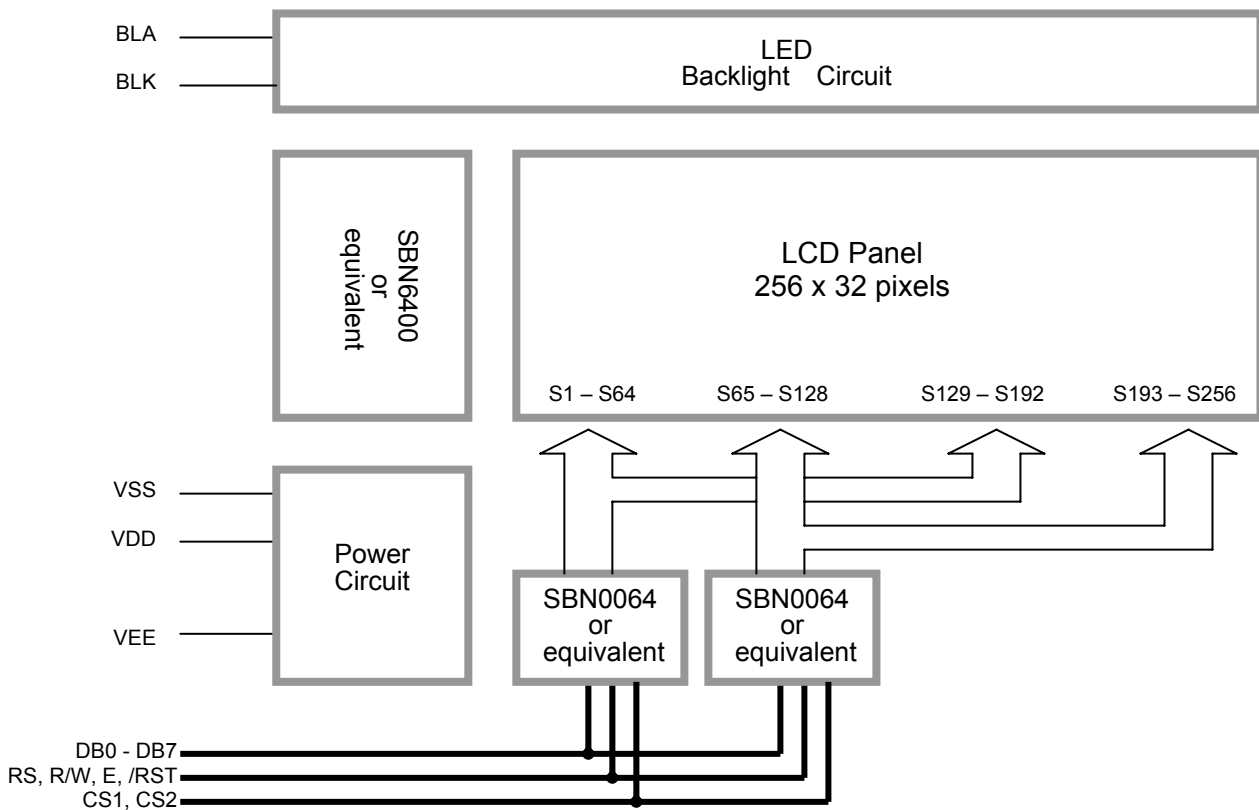 BLA
BLK
LED
Backlight Circuit
SBN6400
or
equivalent
LCD Panel
256 x 32 pixels
S1 – S64
S65 – S128
S129 – S192
S193 – S256
VSS
VDD
VEE
Power
Circuit
SBN0064
or
equivalent
SBN0064
or
equivalent
DB0 - DB7
RS, R/W, E, /RST
CS1, CS2